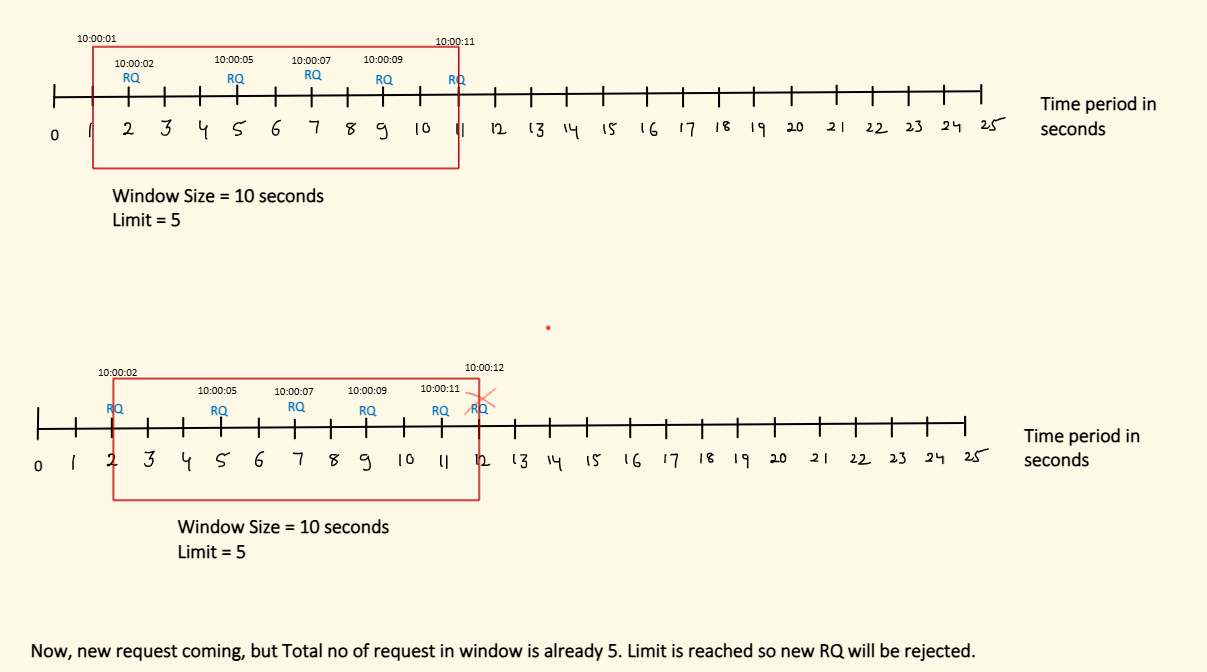 10:00:01
10:00:11
10:00:02 10:00:05 10:00:07 10:00:09
RQ RQ RQ RQ RQ
0 1 2 3 4 5 6 7 8 9 10 11 12 13 14 15 16 17 18 19 20 21 22 23 24 25
Time period in
seconds
Window Size = 10 seconds
Limit = 5
10:00:02
10:00:12
10:00:05 10:00:07 10:00:09 10:00:11
RQ RQ RQ RQ RQ RQ
0 1 2 3 4 5 6 7 8 9 10 11 12 13 14 15 16 17 18 19 20 21 22 23 24 25
Time period in
seconds
Window Size = 10 seconds
Limit = 5
Now, new request coming, but Total no of request in window is already 5. Limit is reached so new RQ will be rejected.